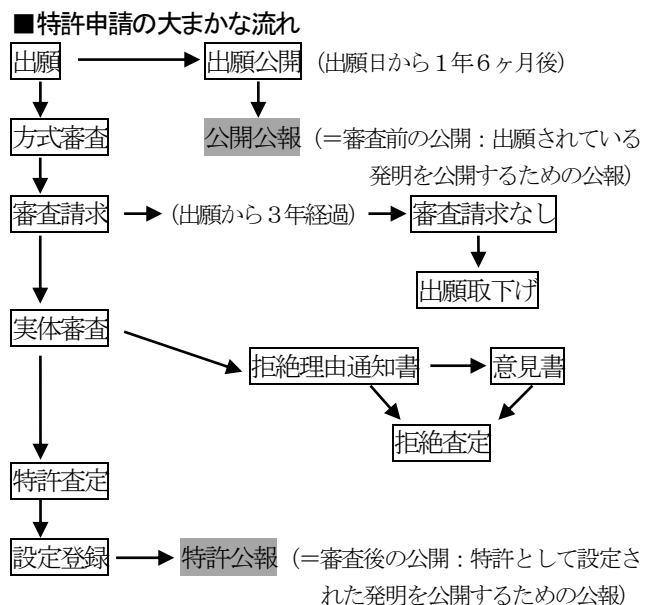 ■特許申請の大まかな流れ
出願 出願公開 (出願日から1年6ヶ月後)
方式審査 公開公報 (=審査前の公開:出願されている
発明を公開するための公報)
審査請求 (出願から3年経過) 審査請求なし
出願取下げ
実体審査
拒絶理由通知書 意見書
拒絶査定
特許査定
設定登録 特許公報 (=審査後の公開:特許として設定さ
れた発明を公開するための公報)